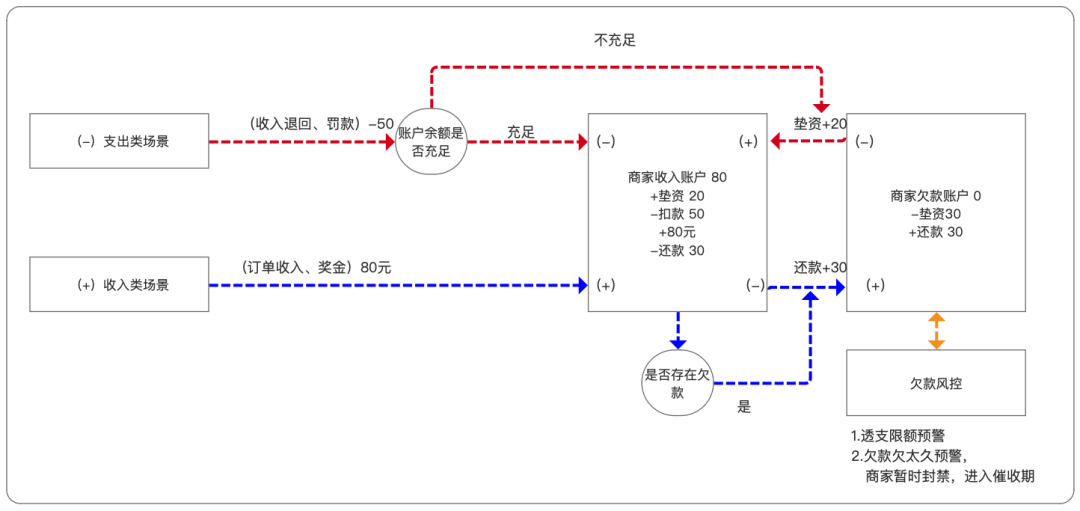 不充足
(收入退回、罚款) -50
(-) 支出类场景
账户余额是
否充足
充足
垫资+20
(-)
(+)
(-)
商家收入账户 80
+垫资 20
-扣款 50
+80元
-还款 30
商家欠款账户 0
-垫资30
+还款 30
(订单收入、奖金) 80元
(+) 收入类场景
还款+30
(+)
(-)
(+)
是否存在欠
款
是
欠款风控
1.透支限额预警
2.欠款欠太久预警，
商家暂时封禁，进入催收期